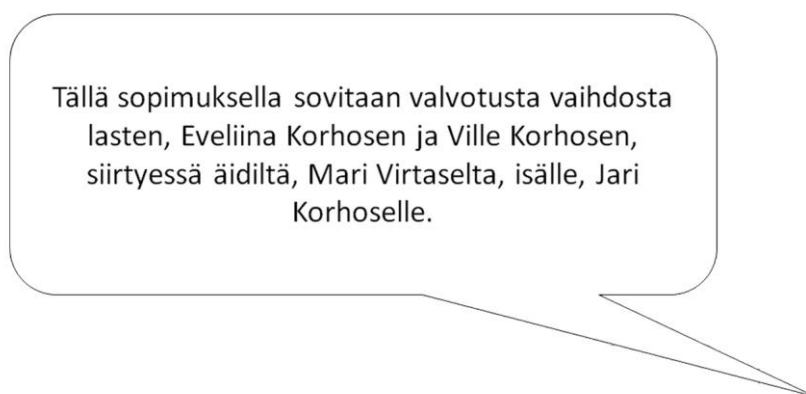 Tällä sopimuksella sovitaan valvotusta vaihdosta
lasten, Eveliina Korhosen ja Ville Korhosen,
siirtyessä äidiltä, Mari Virtaselta, isälle, Jari
Korhoselle.